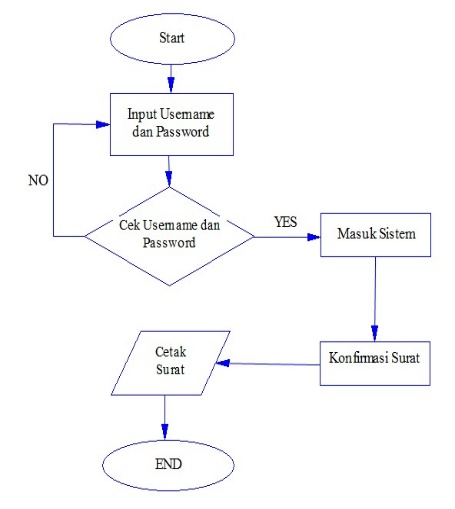 Start
Input Username
dan Password
NO
Cek Username dan
Password
YES
Masuk Sistem
Konfirmasi Surat
Cetak
Surat
END